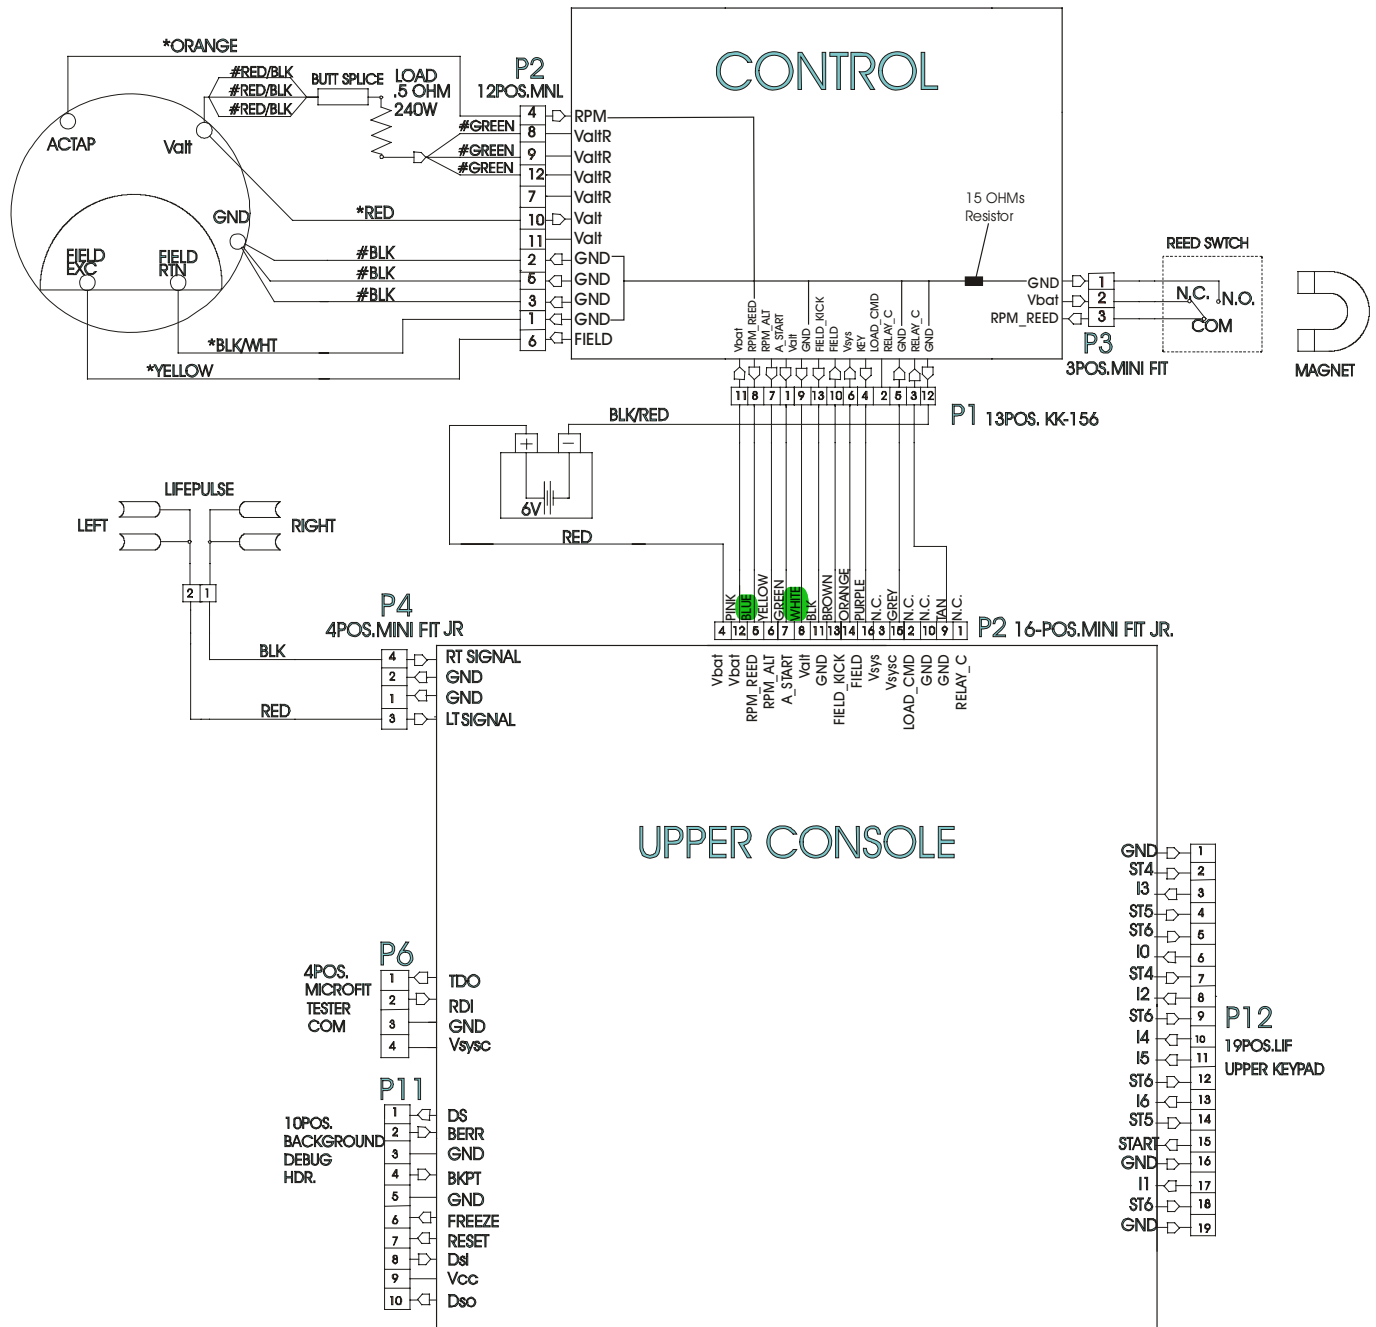 CONTROL
*ORANGE
#RED/BLK
#RED/BLK
#RED/BLK
BUTT SPLICE
LOAD
.5 OHM
240W
P2
12POS.MNL
ACTAP
Valt
GND
FIELD
EXC
FIELD
RTN
#GREEN
#GREEN
#GREEN
*RED
#BLK
#BLK
#BLK
*BLK/WHT
*YELLOW
4 RPM
8 ValtR
9 ValtR
12 ValtR
7 ValtR
10 Valt
11 Valt
2 GND
5 GND
3 GND
1 GND
6 FIELD
15 OHMs
Resistor
GND 1
Vbat 2
RPM_REED 3
P3
3POS.MINI FIT
REED SWTCH
N.C.
N.O.
COM
MAGNET
Vbat
RPM_REED
RPM_ALT
A_START
Valt
GND
FIELD_KICK
FIELD
Vsys
KEY
LOAD_CMD
RELAY_C
GND
RELAY_C
GND
11 8 7 1 9 13 10 6 4 2 5 3 12
P1 13POS. KK-156
BLK/RED
+ −
6V
RED
LIFEPULSE
LEFT
RIGHT
2 1
P4
4POS.MINI FIT JR
BLK
RED
4 RT SIGNAL
2 GND
1 GND
3 LT SIGNAL
PINK
BLUE
YELLOW
GREEN
WHITE
BLK
BROWN
ORANGE
PURPLE
N.C.
GREY
N.C.
N.C.
TAN
N.C.
4 12 5 6 7 8 11 13 14 16 3 15 2 10 9 1
P2 16-POS.MINI FIT JR.
Vbat
Vbat
RPM_REED
RPM_ALT
A_START
Valt
GND
FIELD_KICK
FIELD
Vsys
Vsysc
LOAD_CMD
GND
GND
RELAY_C
UPPER CONSOLE
P6
4POS.
MICROFIT
TESTER
COM
1 TDO
2 RDI
3 GND
4 Vsysc
P11
10POS.
BACKGROUND
DEBUG
HDR.
1 DS
2 BERR
3 GND
4 BKPT
5 GND
6 FREEZE
7 RESET
8 DsI
9 Vcc
10 Dso
GND 1
ST4 2
I3 3
ST5 4
ST6 5
I0 6
ST4 7
I2 8
ST6 9
I4 10
I5 11
ST6 12
I6 13
ST5 14
START 15
GND 16
I1 17
ST6 18
GND 19
P12
19POS.LIF
UPPER KEYPAD